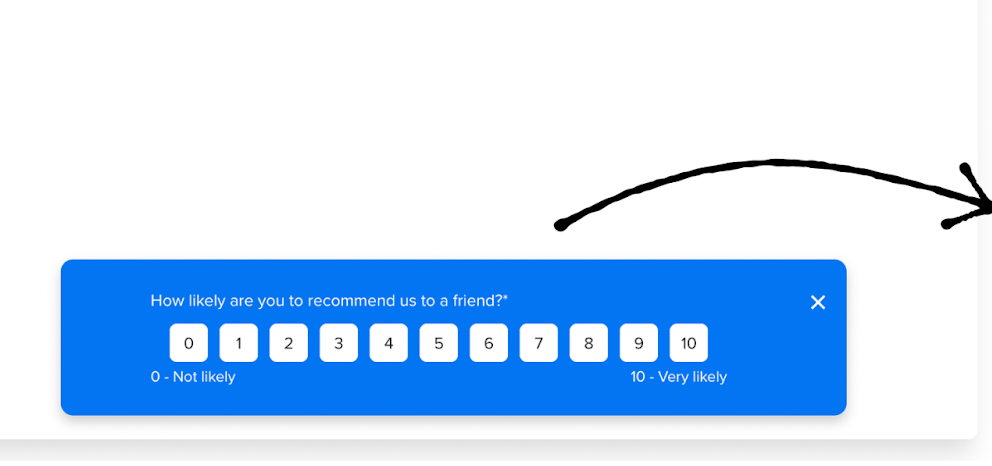 How likely are you to recommend us to a friend?*
0 1 2 3 4 5 6 7 8 9 10
0 - Not likely 10 - Very likely